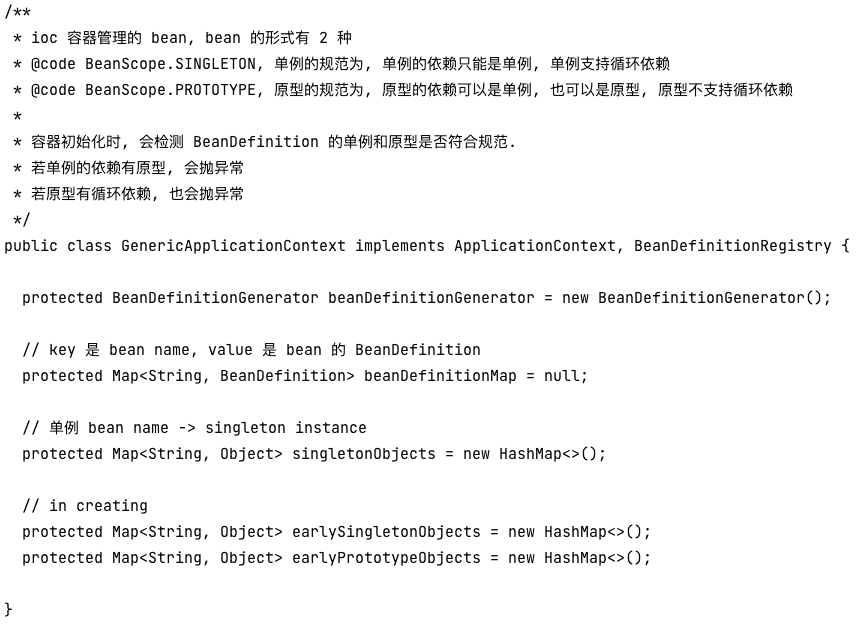 /**
 * ioc 容器管理的 bean, bean 的形式有 2 种
 * @code BeanScope.SINGLETON, 单例的规范为, 单例的依赖只能是单例, 单例支持循环依赖
 * @code BeanScope.PROTOTYPE, 原型的规范为, 原型的依赖可以是单例, 也可以是原型, 原型不支持循环依赖
 *
 * 容器初始化时, 会检测 BeanDefinition 的单例和原型是否符合规范.
 * 若单例的依赖有原型, 会抛异常
 * 若原型有循环依赖, 也会抛异常
 */
public class GenericApplicationContext implements ApplicationContext, BeanDefinitionRegistry {
  protected BeanDefinitionGenerator beanDefinitionGenerator = new BeanDefinitionGenerator();
  // key 是 bean name, value 是 bean 的 BeanDefinition
  protected Map<String, BeanDefinition> beanDefinitionMap = null;
  // 单例 bean name -> singleton instance
  protected Map<String, Object> singletonObjects = new HashMap<>();
  // in creating
  protected Map<String, Object> earlySingletonObjects = new HashMap<>();
  protected Map<String, Object> earlyPrototypeObjects = new HashMap<>();
}